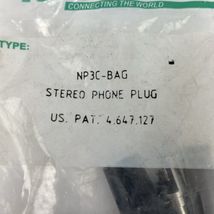 CONNECTING THE WORLD
TYPE:
NP3C-BAG
STEREO PHONE PLUG
US. PAT. 4.647.127